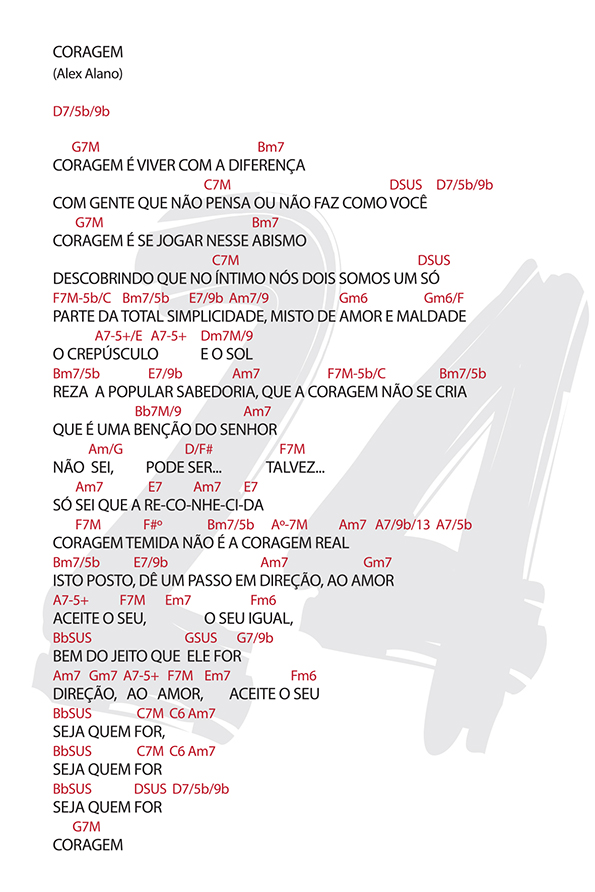 CORAGEM
(Alex Alano)
D7/5b/9b
G7M Bm7
CORAGEM É VIVER COM A DIFERENÇA
C7M DSUS D7/5b/9b
COM GENTE QUE NÃO PENSA OU NÃO FAZ COMO VOCÊ
G7M Bm7
CORAGEM É SE JOGAR NESSE ABISMO
C7M DSUS
DESCOBRINDO QUE NO ÍNTIMO NÓS DOIS SOMOS UM SÓ
F7M-5b/C Bm7/5b E7/9b Am7/9 Gm6 Gm6/F
PARTE DA TOTAL SIMPLICIDADE, MISTO DE AMOR E MALDADE
A7-5+/E A7-5+ Dm7M/9
O CREPÚSCULO E O SOL
Bm7/5b E7/9b Am7 F7M-5b/C Bm7/5b
REZA A POPULAR SABEDORIA, QUE A CORAGEM NÃO SE CRIA
Bb7M/9 Am7
QUE É UMA BENÇÃO DO SENHOR
Am/G D/F# F7M
NÃO SEI, PODE SER... TALVEZ...
Am7 E7 Am7 E7
SÓ SEI QUE A RE-CO-NHE-CI-DA
F7M F#º Bm7/5b Aº-7M Am7 A7/9b/13 A7/5b
CORAGEM TEMIDA NÃO É A CORAGEM REAL
Bm7/5b E7/9b Am7 Gm7
ISTO POSTO, DÊ UM PASSO EM DIREÇÃO, AO AMOR
A7-5+ F7M Em7 Fm6
ACEITE O SEU, O SEU IGUAL,
BbSUS GSUS G7/9b
BEM DO JEITO QUE ELE FOR
Am7 Gm7 A7-5+ F7M Em7 Fm6
DIREÇÃO, AO AMOR, ACEITE O SEU
BbSUS C7M C6 Am7
SEJA QUEM FOR,
BbSUS C7M C6 Am7
SEJA QUEM FOR
BbSUS DSUS D7/5b/9b
SEJA QUEM FOR
G7M
CORAGEM
24